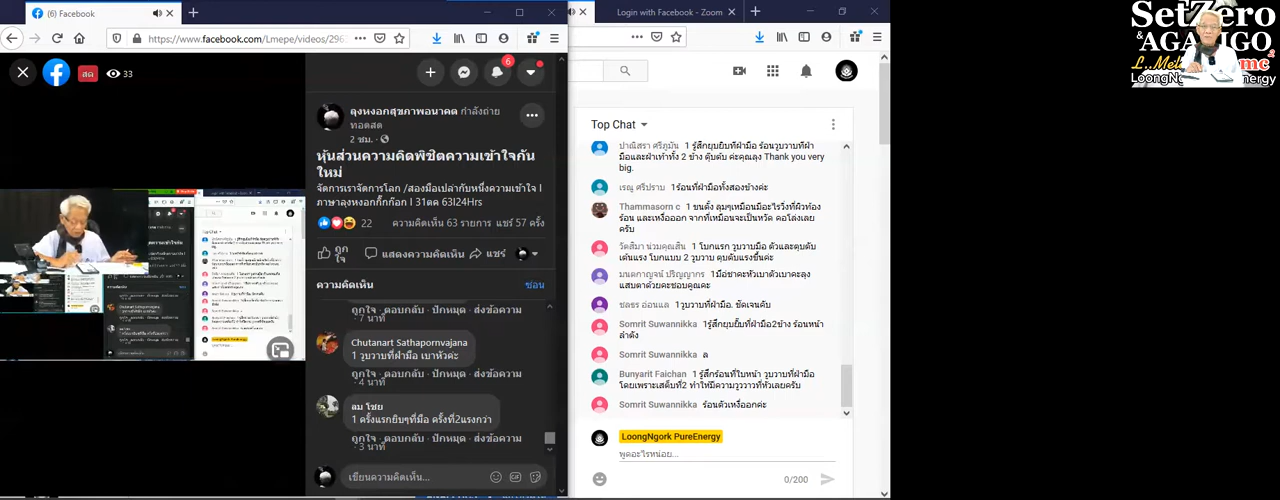 (6) Facebook
https://www.facebook.com/Lmepe/videos/296
สด
33
6
ลุงหงอกสุขภาพอนาคต กำลังถ่าย
ทอดสด
2 ชม.
หุ้นส่วนความคิดพิชิตความเข้าใจกัน
ใหม่
จัดการเราจัดการโลก /สองมือเปล่ากับหนึ่งความเข้าใจ I
ภาษาลุงหงอกกิ๊กก๊อก I 31ตค 63I24Hrs
22 ความคิดเห็น 63 รายการ แชร์ 57 ครั้ง
ถูก
ใจ
แสดงความคิดเห็น
แชร์
ความคิดเห็น
ซ่อน
ถูกใจ · ตอบกลับ · ปักหมุด · ส่งข้อความ
· 7 นาที
Chutanart Sathapornvajana
1 วูบวาบที่ฝ่ามือ เบาหัวค่ะ
ถูกใจ · ตอบกลับ · ปักหมุด · ส่งข้อความ
· 4 นาที
ลม โชย
1 ครั้งแรกยิบๆที่มือ ครั้งที่2แรงกว่า
ถูกใจ · ตอบกลับ · ปักหมุด · ส่งข้อความ
· 3 นาที
เขียนความคิดเห็น...
Login with Facebook - Zoom
Top Chat
ปาณิสรา ศรีภูมั่น 1 รู้สึกยุบยิบที่ฝ่ามือ ร้อนวูบวาบที่ฝ่า
มือและฝ่าเท้าทั้ง 2 ข้าง ตุ๊บตั๊บ ค่ะคุณลุง Thank you very
big.
เรณู ศรีปราบ 1ร้อนที่ฝ่ามือทั้งสองข้างค่ะ
Thammasorn c 1 ขนตั้ง ลุมๆเหมือนมีอะไรวิ่งที่ผิวท้อง
ร้อน และเหงื่อออก จากที่เหมือนจะเป็นหวัด คอโล่งเลย
ครับ
วัดสิมา น่วมคุณสิน 1 โบกแรก วูบวาบมือ ตัวและตุบตับ
เต้นแรง โบกแบบ 2 วูบวาบ ตุบตับแรงขึ้นค่ะ
มนตกาญจน์ ปริญญากร 1มือชาคะหัวเบาตัวเบาคะลุง
แสบตาด้วยคะขอบคุณคะ
ชลธร อ่อนแล 1วูบวาบที่ฝ่ามือ. ชัดเจนคับ
Somrit Suwannikka 1รู้สึกยุบยิ๊บที่ฝ่ามือ2ข้าง ร้อนหน้า
ลำตัง
Somrit Suwannikka ล
Bunyarit Faichan 1 รู้สึกร้อนที่ใบหน้า วูบวาบที่ฝ่ามือ
โดยเพราะเสต็บที่2 ทำให้มีความวูววาวที่หัวเลยครับ
Somrit Suwannikka ร้อนตัวเหงื่ออกค่ะ
LoongNgork PureEnergy
พูดอะไรหน่อย...
0/200
SetZero